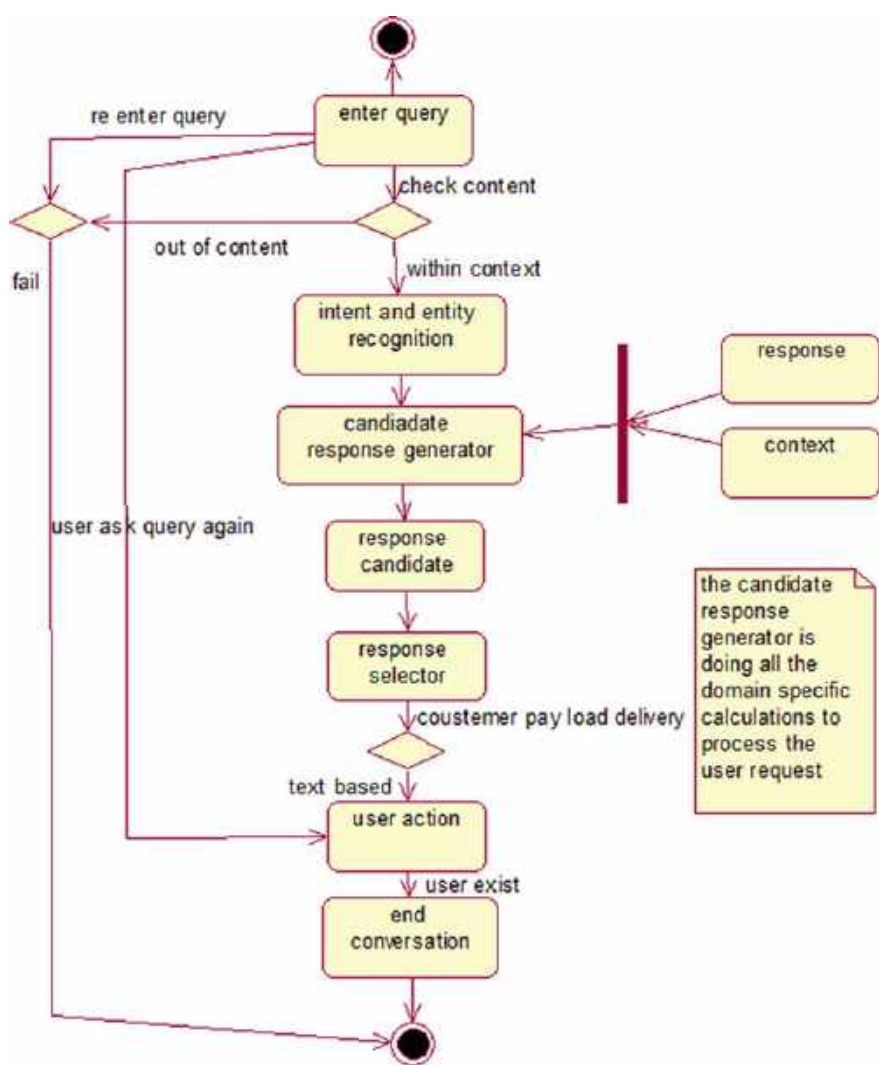 enter query
re enter query
check content
out of content
fail
within context
intent and entity
recognition
response
candiadate
response generator
context
user ask query again
response
candidate
the candidate
response
generator is
doing all the
domain specific
calculations to
process the
user request
response
selector
coustemer pay load delivery
text based
user action
user exist
end
conversation